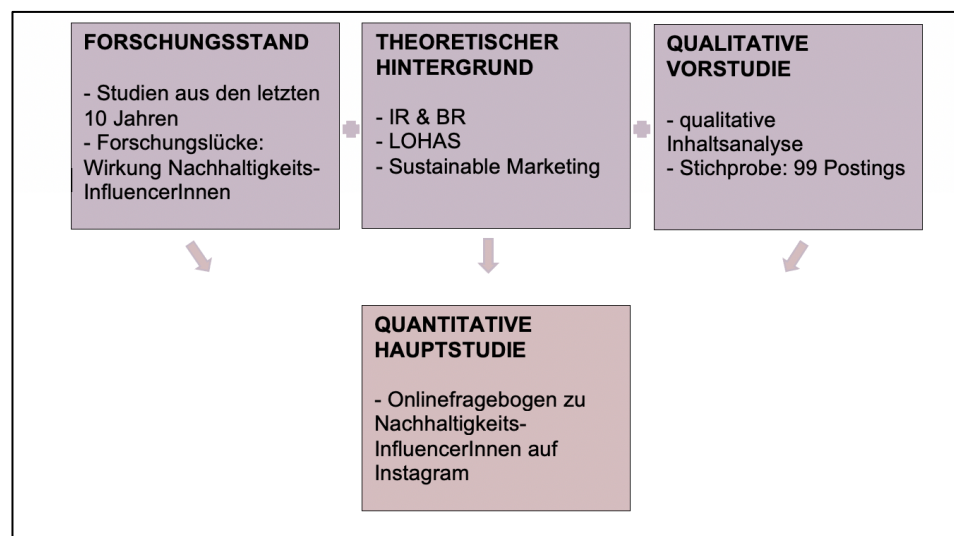 FORSCHUNGSSTAND
- Studien aus den letzten
10 Jahren
- Forschungslücke:
Wirkung Nachhaltigkeits-
InfluencerInnen
THEORETISCHER
HINTERGRUND
- IR & BR
- LOHAS
- Sustainable Marketing
QUALITATIVE
VORSTUDIE
- qualitative
Inhaltsanalyse
- Stichprobe: 99 Postings
QUANTITATIVE
HAUPTSTUDIE
- Onlinefragebogen zu
Nachhaltigkeits-
InfluencerInnen auf
Instagram